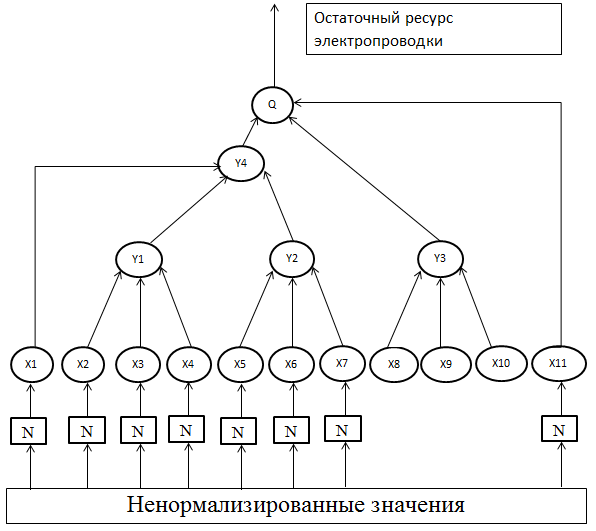 Остаточный ресурс
электропроводки
Q
Y4
Y1 Y2 Y3
X1 X2 X3 X4 X5 X6 X7 X8 X9 X10 X11
N N N N N N N N
Ненормализированные значения